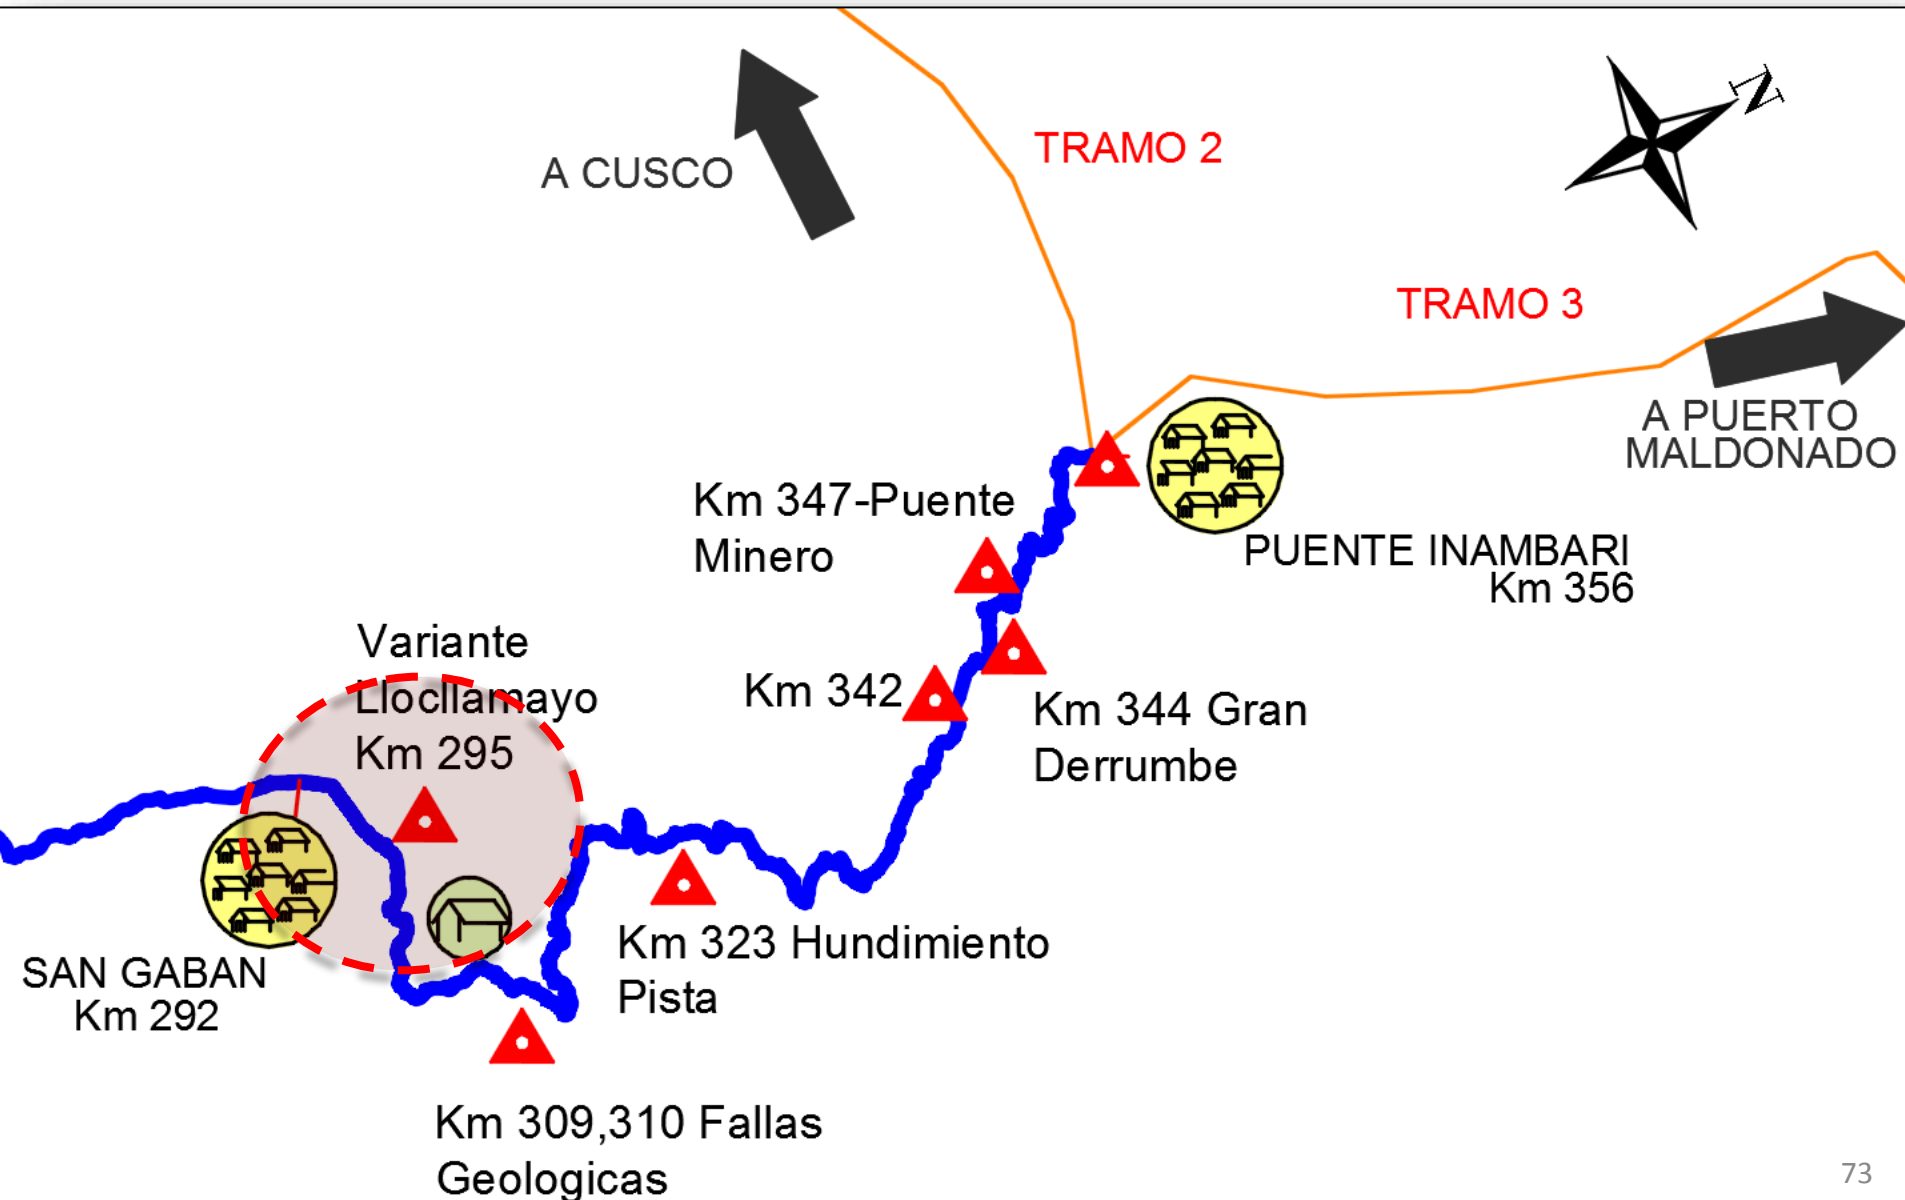 N
TRAMO 2
A CUSCO
TRAMO 3
A PUERTO
MALDONADO
Km 347-Puente
Minero
PUENTE INAMBARI
Km 356
Variante
Llocllamayo
Km 295
Km 342
Km 344 Gran
Derrumbe
Km 323 Hundimiento
Pista
SAN GABAN
Km 292
Km 309,310 Fallas
Geologicas
73